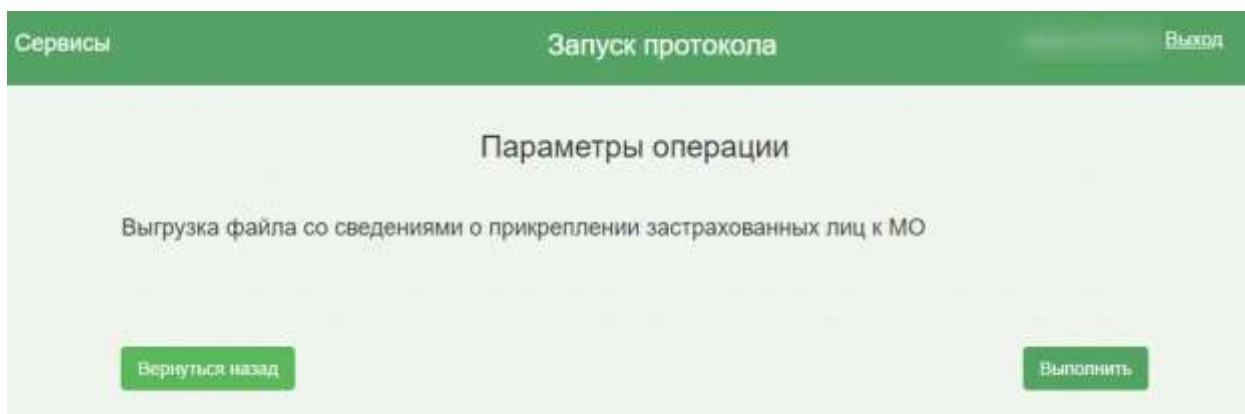 Сервисы
Запуск протокола
Выход
Параметры операции
Выгрузка файла со сведениями о прикреплении застрахованных лиц к МО
Вернуться назад
Выполнить